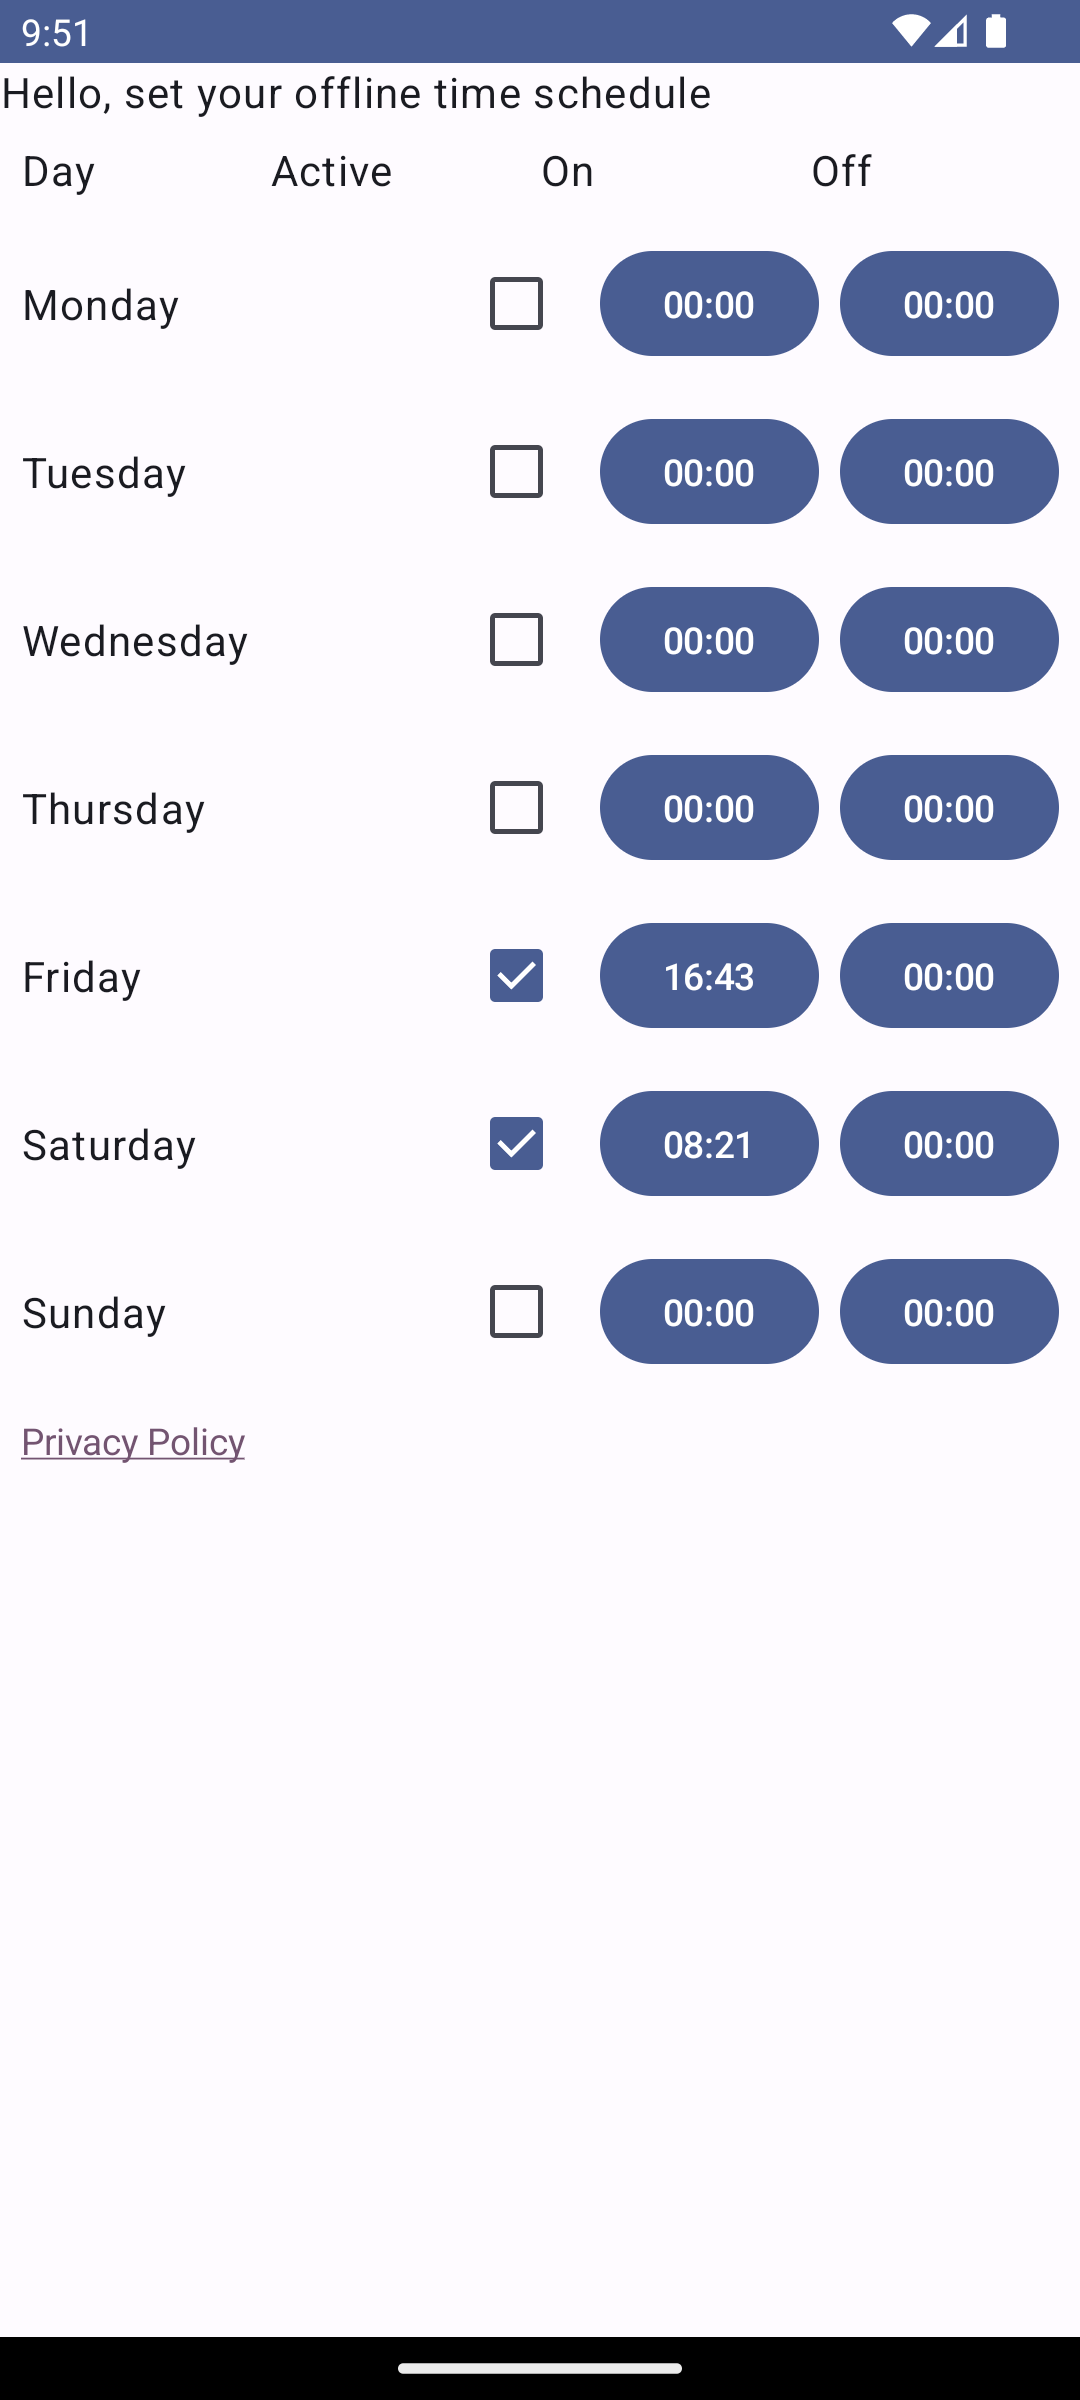 9:51
Hello, set your offline time schedule
Day Active On Off
Monday 00:00 00:00
Tuesday 00:00 00:00
Wednesday 00:00 00:00
Thursday 00:00 00:00
Friday 16:43 00:00
Saturday 08:21 00:00
Sunday 00:00 00:00
Privacy Policy